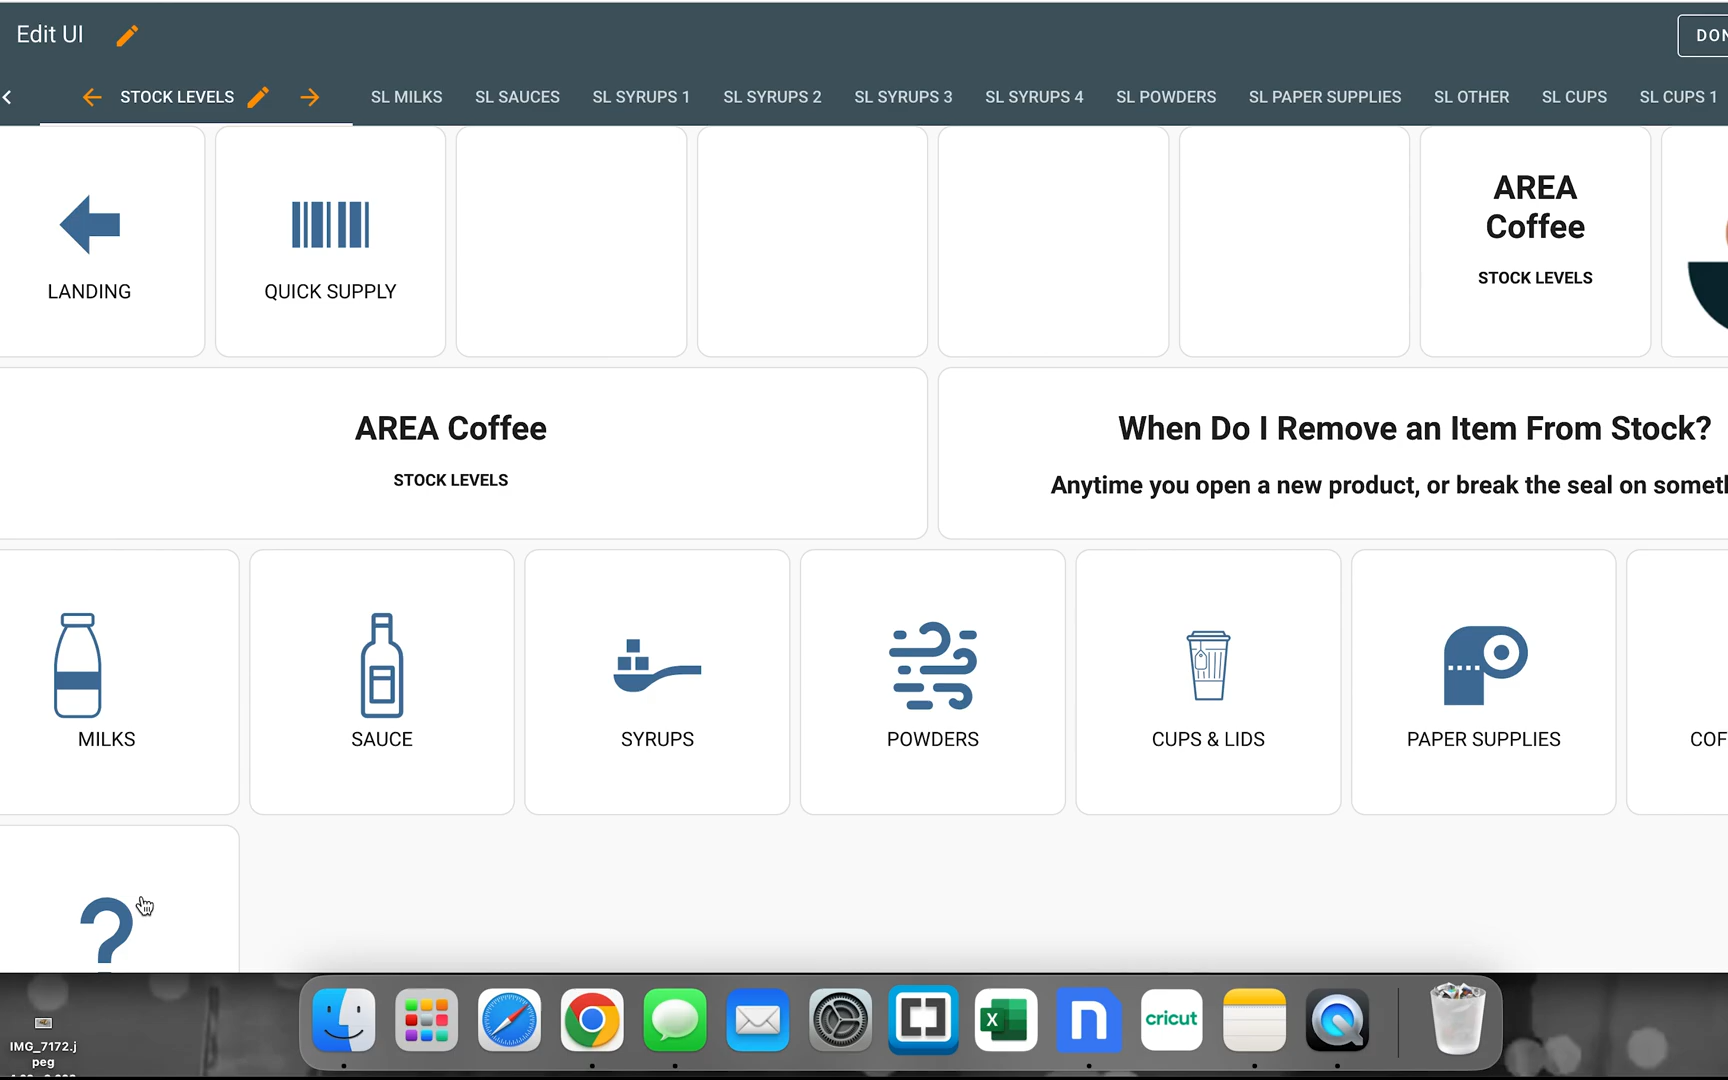 Edit UI
DON
STOCK LEVELS
SL MILKS
SL SAUCES
SL SYRUPS 1
SL SYRUPS 2
SL SYRUPS 3
SL SYRUPS 4
SL POWDERS
SL PAPER SUPPLIES
SL OTHER
SL CUPS
SL CUPS 1
LANDING
QUICK SUPPLY
AREA
Coffee
STOCK LEVELS
AREA Coffee
STOCK LEVELS
When Do I Remove an Item From Stock?
Anytime you open a new product, or break the seal on someth
MILKS
SAUCE
SYRUPS
POWDERS
CUPS & LIDS
PAPER SUPPLIES
COF
?
cricut
IMG_7172.j
peg